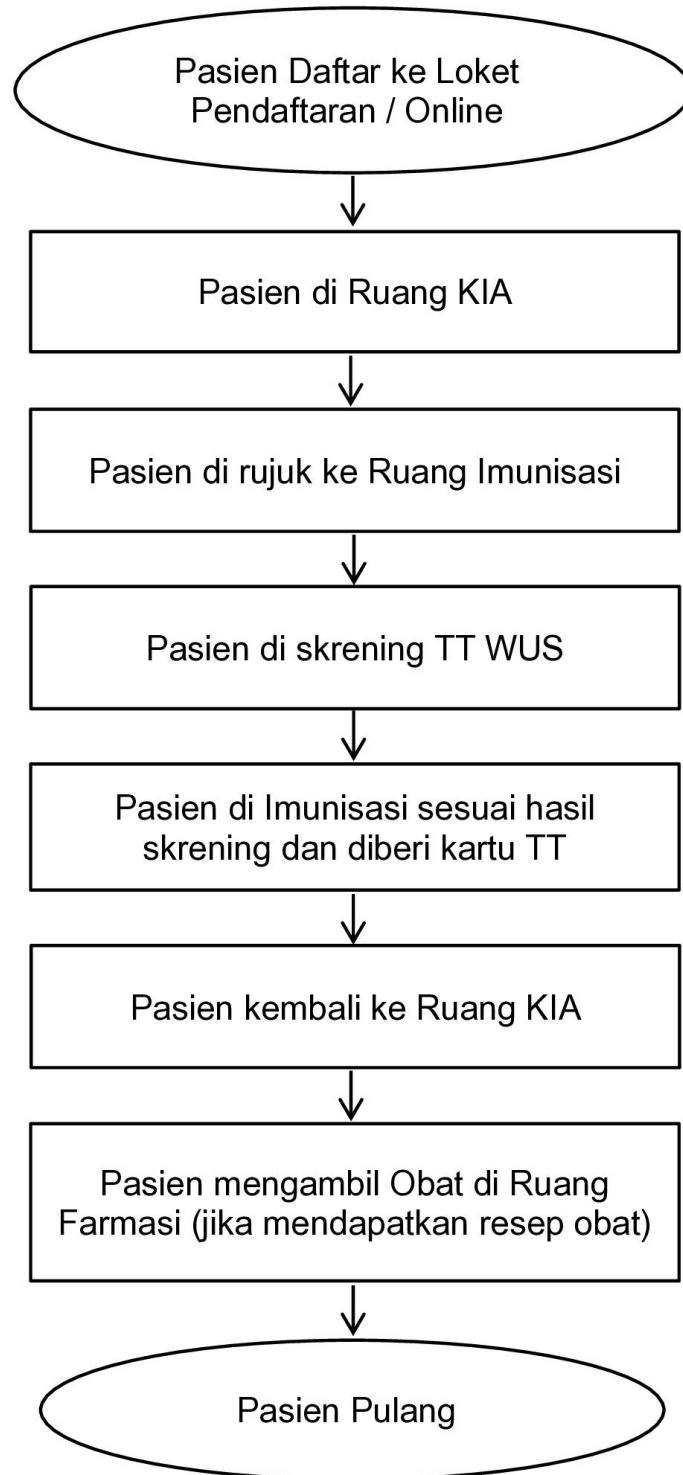 Pasien Daftar ke Loket
Pendaftaran / Online
Pasien di Ruang KIA
Pasien di rujuk ke Ruang Imunisasi
Pasien di skrening TT WUS
Pasien di Imunisasi sesuai hasil
skrening dan diberi kartu TT
Pasien kembali ke Ruang KIA
Pasien mengambil Obat di Ruang
Farmasi (jika mendapatkan resep obat)
Pasien Pulang